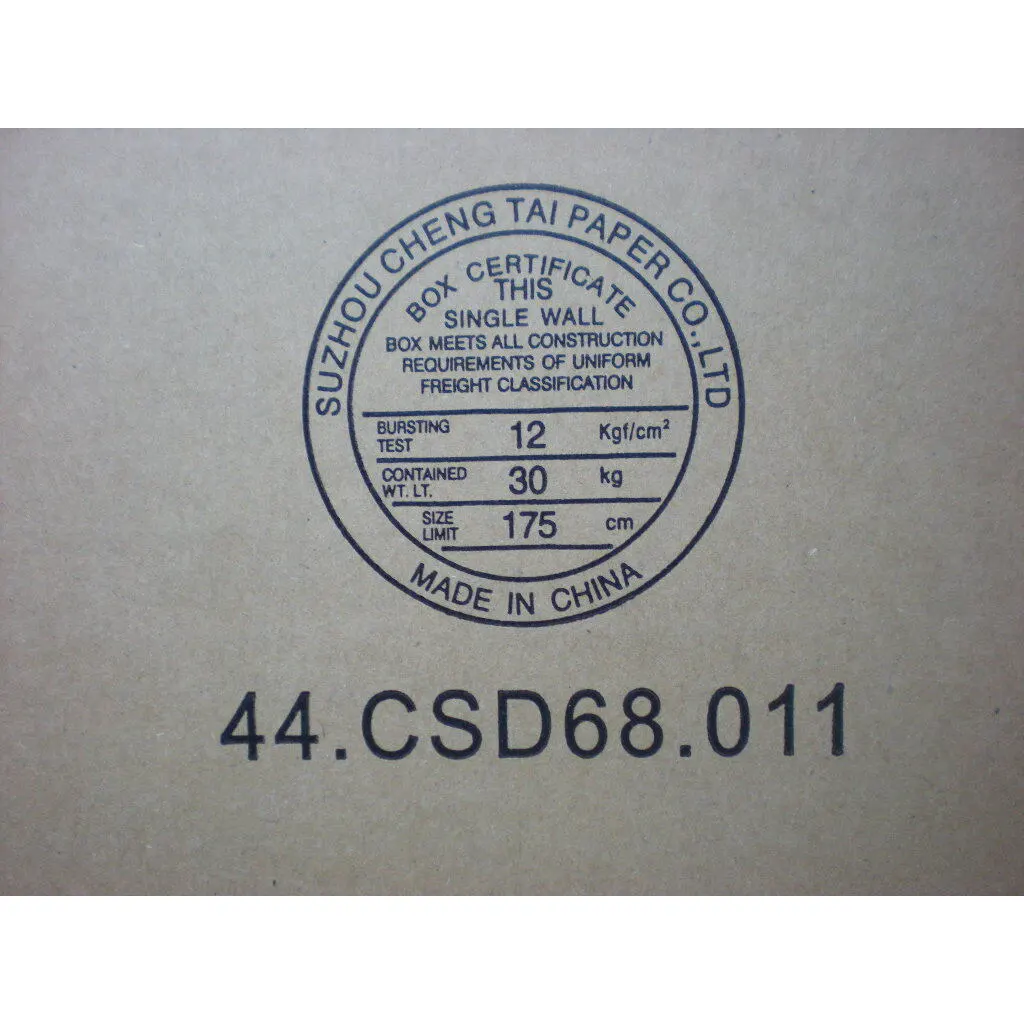 SUZHOU CHENG TAI PAPER CO.,LTD
BOX CERTIFICATE
THIS
SINGLE WALL
BOX MEETS ALL CONSTRUCTION
REQUIREMENTS OF UNIFORM
FREIGHT CLASSIFICATION
BURSTING TEST 12 Kgf/cm²
CONTAINED WT. LT. 30 kg
SIZE LIMIT 175 cm
MADE IN CHINA
44.CSD68.011